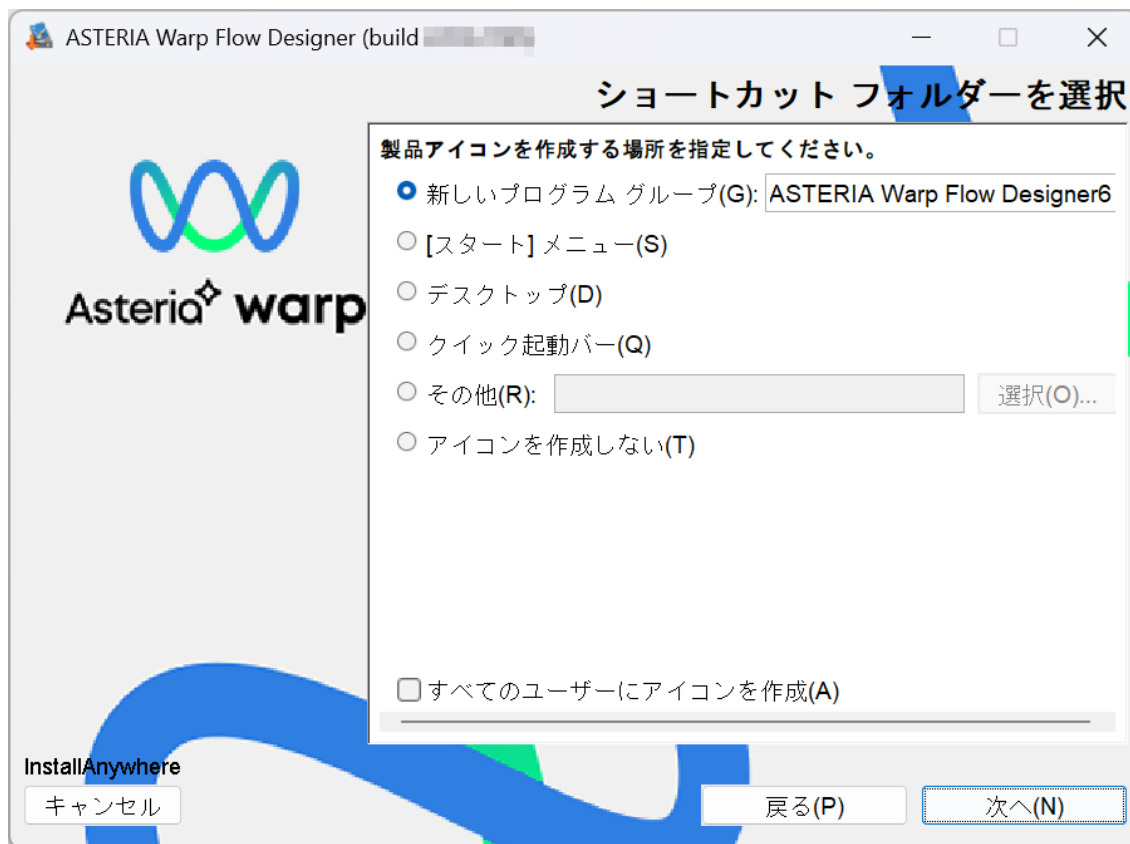 ASTERIA Warp Flow Designer (build
ショートカット フォルダーを選択
Asteria warp
製品アイコンを作成する場所を指定してください。
新しいプログラム グループ(G): ASTERIA Warp Flow Designer6
[スタート] メニュー(S)
デスクトップ(D)
クイック起動バー(Q)
その他(R): 選択(O)...
アイコンを作成しない(T)
すべてのユーザーにアイコンを作成(A)
InstallAnywhere
キャンセル 戻る(P) 次へ(N)